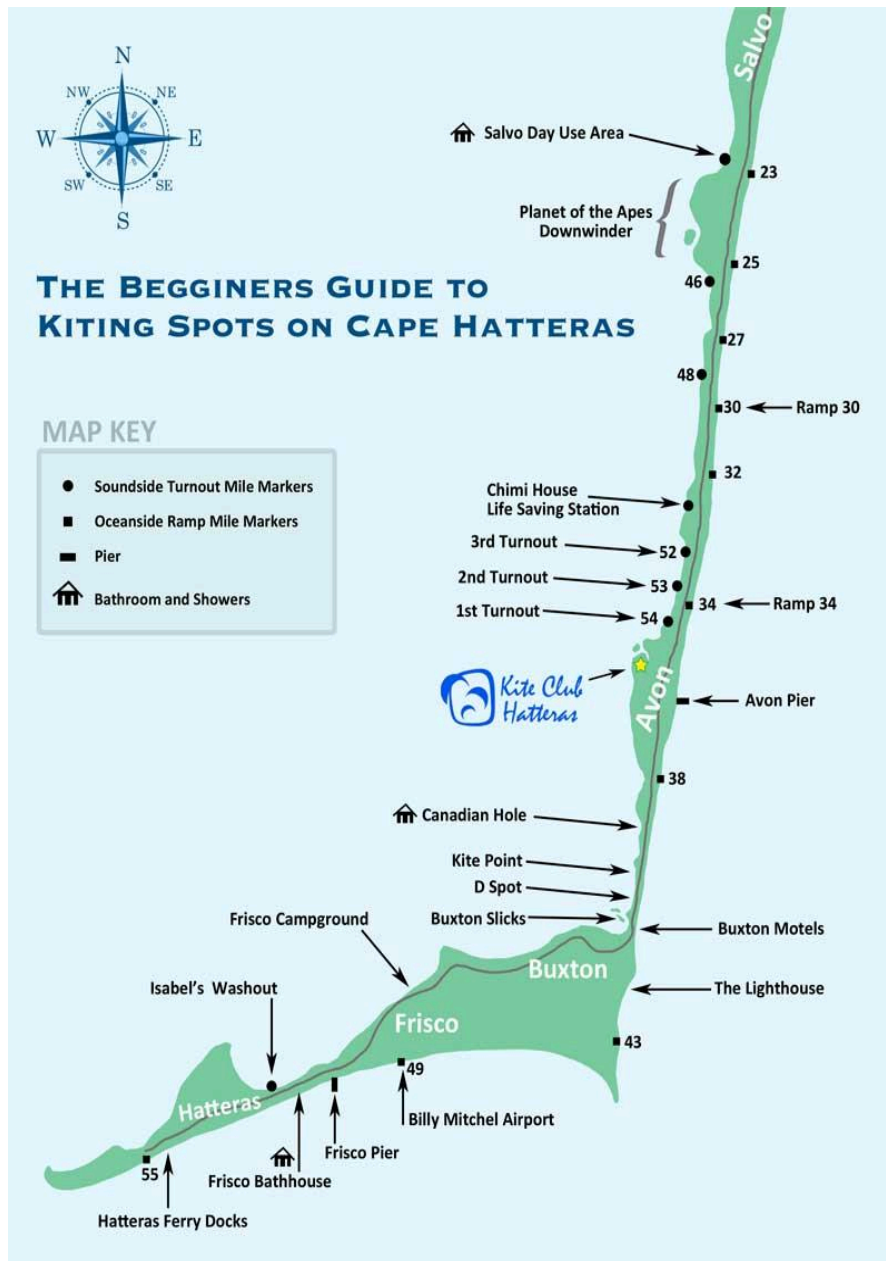 N
NW
NE
W
E
SW
SE
S
THE BEGGINERS GUIDE TO
KITING SPOTS ON CAPE HATTERAS
MAP KEY
Soundside Turnout Mile Markers
Oceanside Ramp Mile Markers
Pier
Bathroom and Showers
Salvo
Salvo Day Use Area
23
Planet of the Apes
Downwinder
25
46
27
48
30
Ramp 30
32
Chimi House
Life Saving Station
3rd Turnout
52
2nd Turnout
53
34
Ramp 34
1st Turnout
54
Kite Club
Hatteras
Avon
Avon Pier
38
Canadian Hole
Kite Point
D Spot
Buxton Slicks
Buxton Motels
Frisco Campground
Buxton
Isabel's Washout
The Lighthouse
Frisco
43
49
Hatteras
Billy Mitchel Airport
Frisco Pier
55
Frisco Bathhouse
Hatteras Ferry Docks